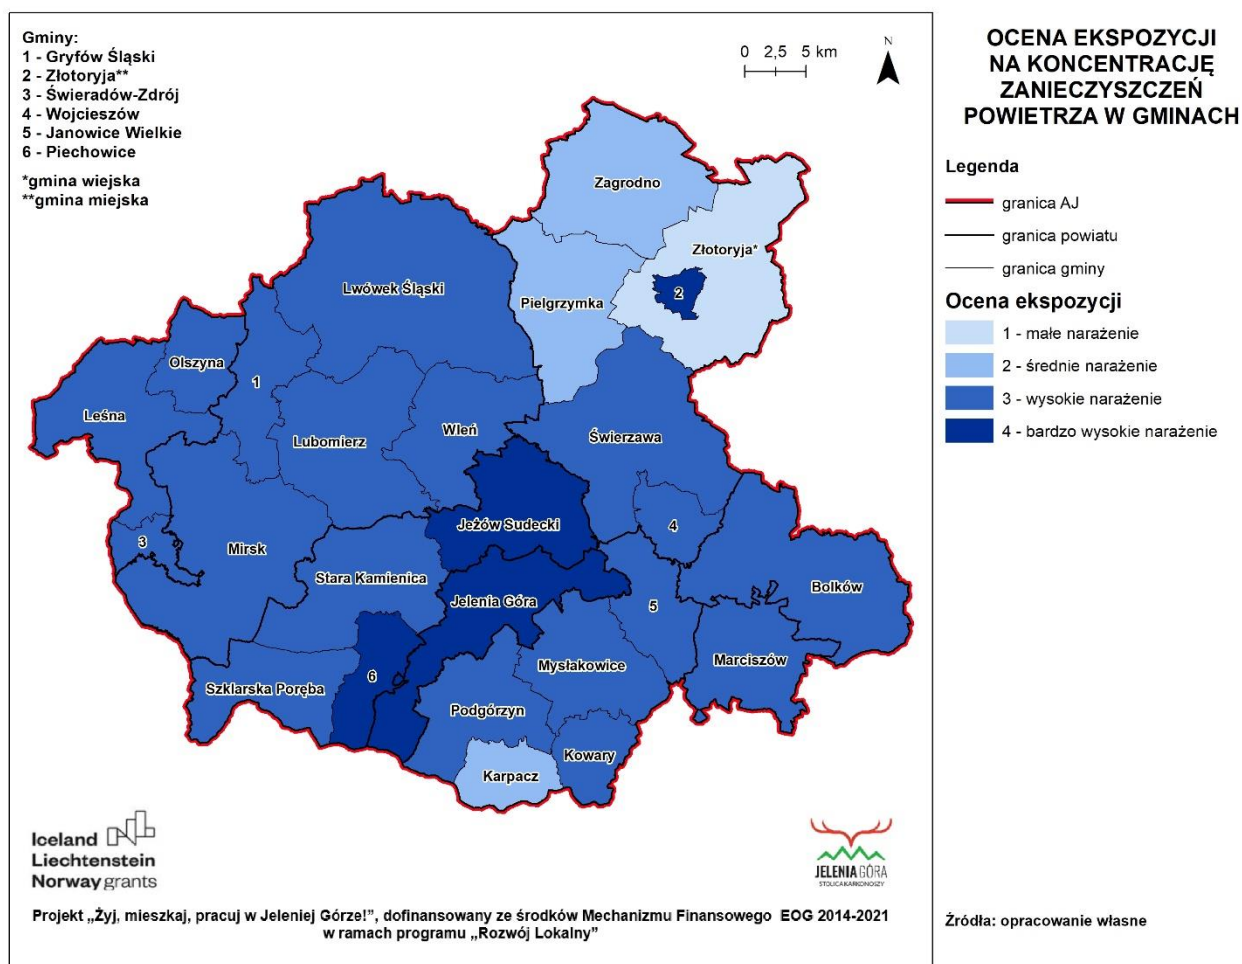 Gminy:
1 - Gryfów Śląski
2 - Złotoryja**
3 - Świeradów-Zdrój
4 - Wojcieszów
5 - Janowice Wielkie
6 - Piechowice
*gmina wiejska
**gmina miejska
0 2,5 5 km
N
OCENA EKSPOZYCJI
NA KONCENTRACJĘ
ZANIECZYSZCZEŃ
POWIETRZA W GMINACH
Legenda
granica AJ
granica powiatu
granica gminy
Ocena ekspozycji
1 - małe narażenie
2 - średnie narażenie
3 - wysokie narażenie
4 - bardzo wysokie narażenie
Zagrodno
Złotoryja*
2
Pielgrzymka
Lwówek Śląski
Olszyna
1
Leśna
Lubomierz
Wleń
Świerzawa
Jeżów Sudecki
4
3
Mirsk
Stara Kamienica
Jelenia Góra
5
Bolków
Mysłakowice
Marciszów
6
Szklarska Poręba
Podgórzyn
Kowary
Karpacz
Iceland
Liechtenstein
Norway grants
JELENIA GÓRA
STOLICA KARKONOSZY
Projekt „Żyj, mieszkaj, pracuj w Jeleniej Górze!”, dofinansowany ze środków Mechanizmu Finansowego EOG 2014-2021
w ramach programu „Rozwój Lokalny”
Źródła: opracowanie własne